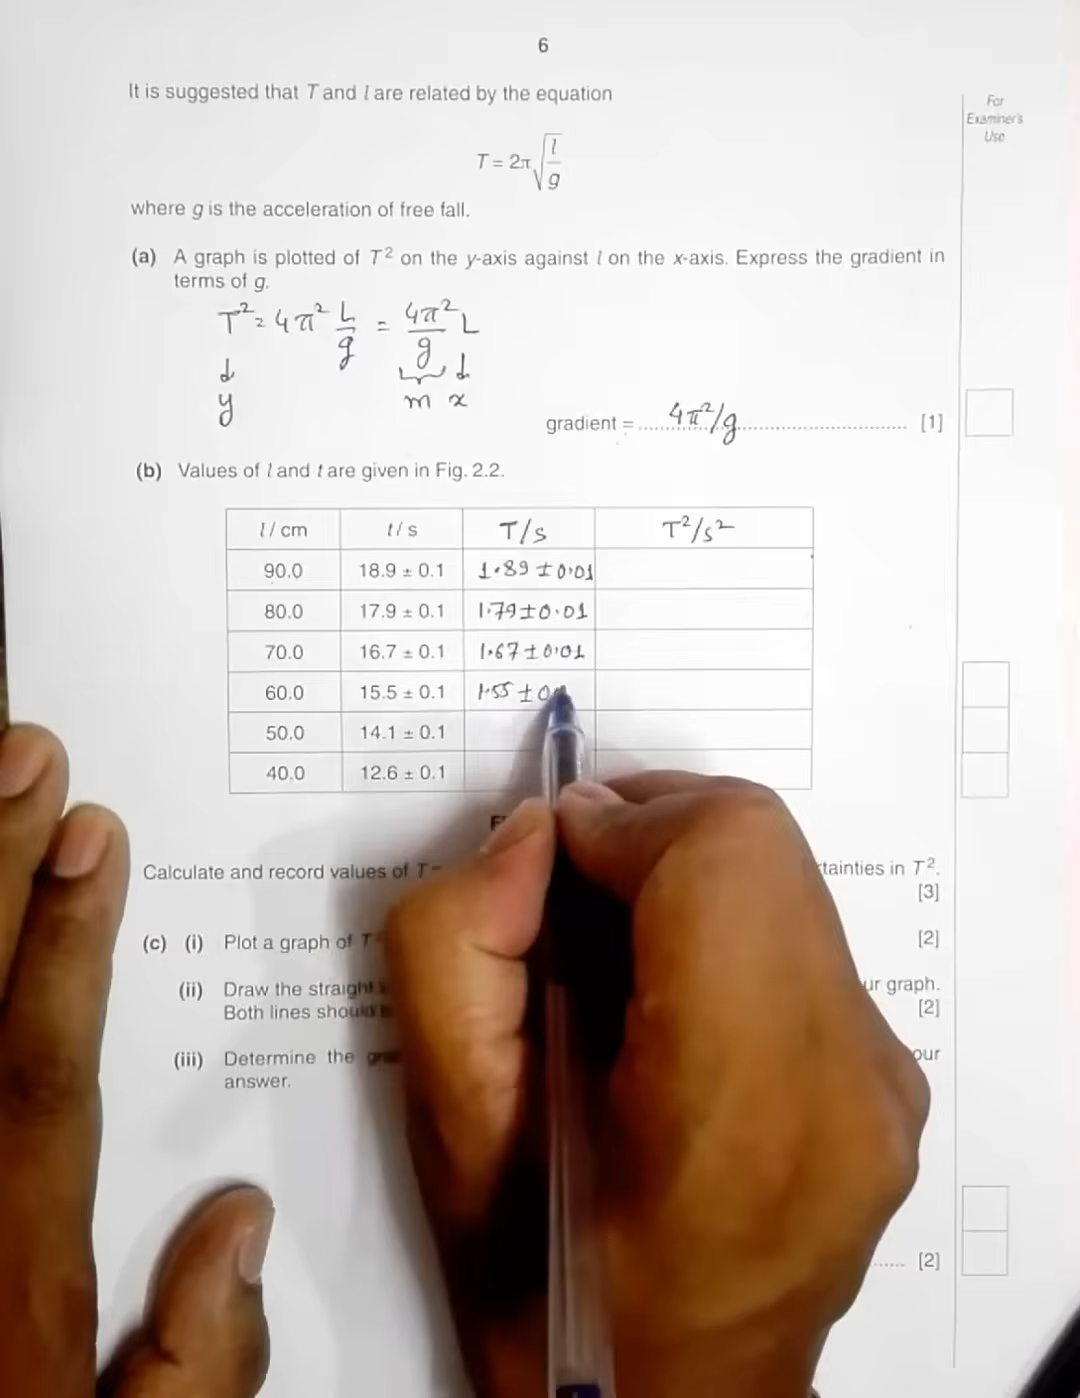 6
It is suggested that T and l are related by the equation
For
Examiner's
Use
T = 2π√(l/g)
where g is the acceleration of free fall.
(a) A graph is plotted of T² on the y-axis against l on the x-axis. Express the gradient in
terms of g.
T² = 4π² L/g = 4π²/g L
y m x
gradient = 4π²/g [1]
(b) Values of l and t are given in Fig. 2.2.
l / cm t / s T/s T²/s²
90.0 18.9 ± 0.1 1.89 ± 0.01
80.0 17.9 ± 0.1 1.79 ± 0.01
70.0 16.7 ± 0.1 1.67 ± 0.01
60.0 15.5 ± 0.1 1.55 ± 0
50.0 14.1 ± 0.1
40.0 12.6 ± 0.1
Calculate and record values of T tainties in T².
[3]
(c) (i) Plot a graph of T [2]
(ii) Draw the straight ur graph.
Both lines should [2]
(iii) Determine the our
answer.
[2]